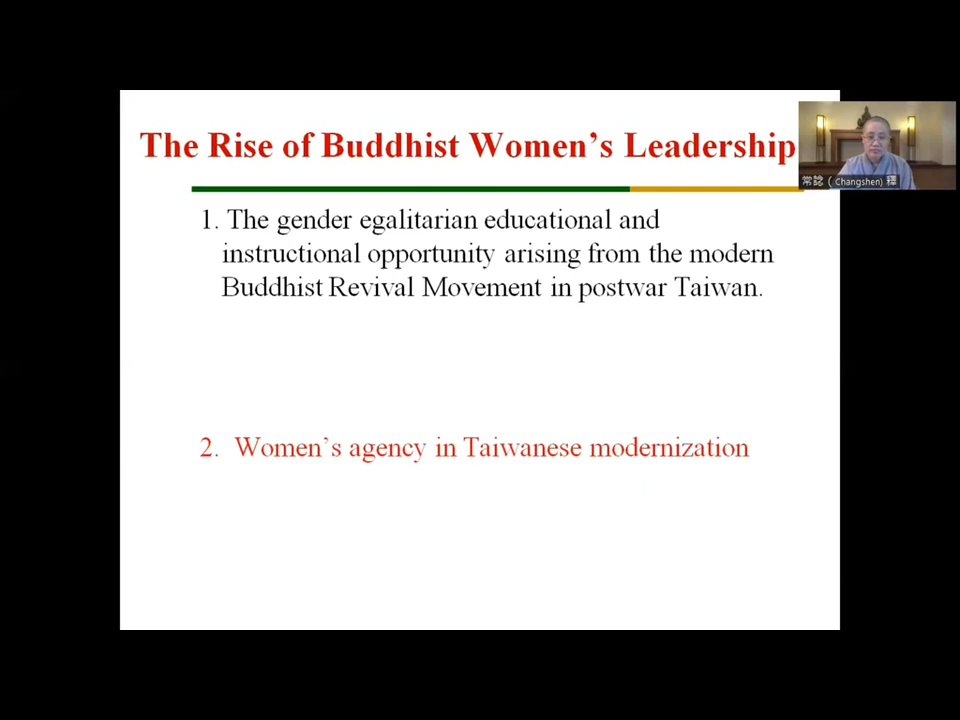 The Rise of Buddhist Women’s Leadership
1. The gender egalitarian educational and
instructional opportunity arising from the modern
Buddhist Revival Movement in postwar Taiwan.
2. Women’s agency in Taiwanese modernization
常諗 ( Changshen) 釋